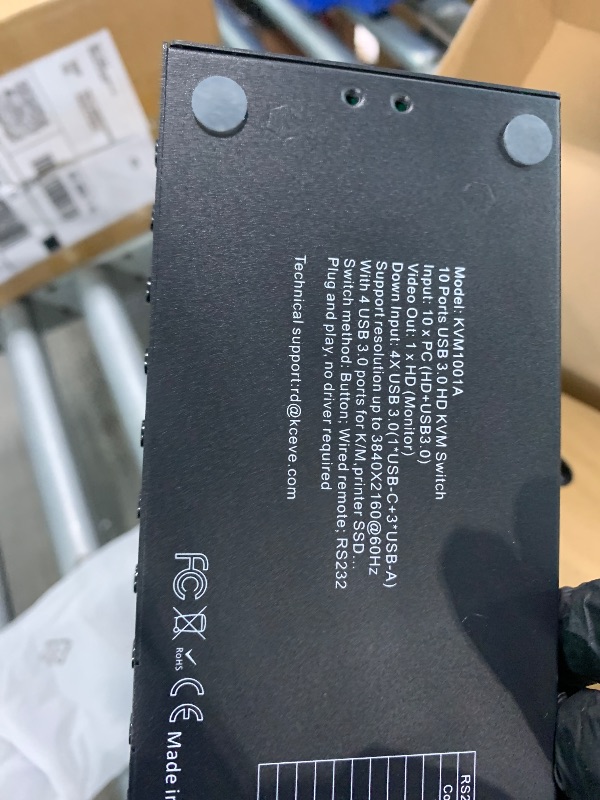 Model: KVM1001A
10 Ports USB 3.0 HD KVM Switch
Input: 10 x PC (HD+USB3.0)
Video Out: 1 x HD (Monitor)
Down Input: 4X USB 3.0(1*USB-C+3*USB-A)
Support resolution up to 3840X2160@60Hz
With 4 USB 3.0 ports for K/M,printer SSD...
Switch method: Button; Wired remote; RS232
Plug and play, no driver required
Technical support:rd@kceve.com
FC RoHS CE Made in
RS2
Co